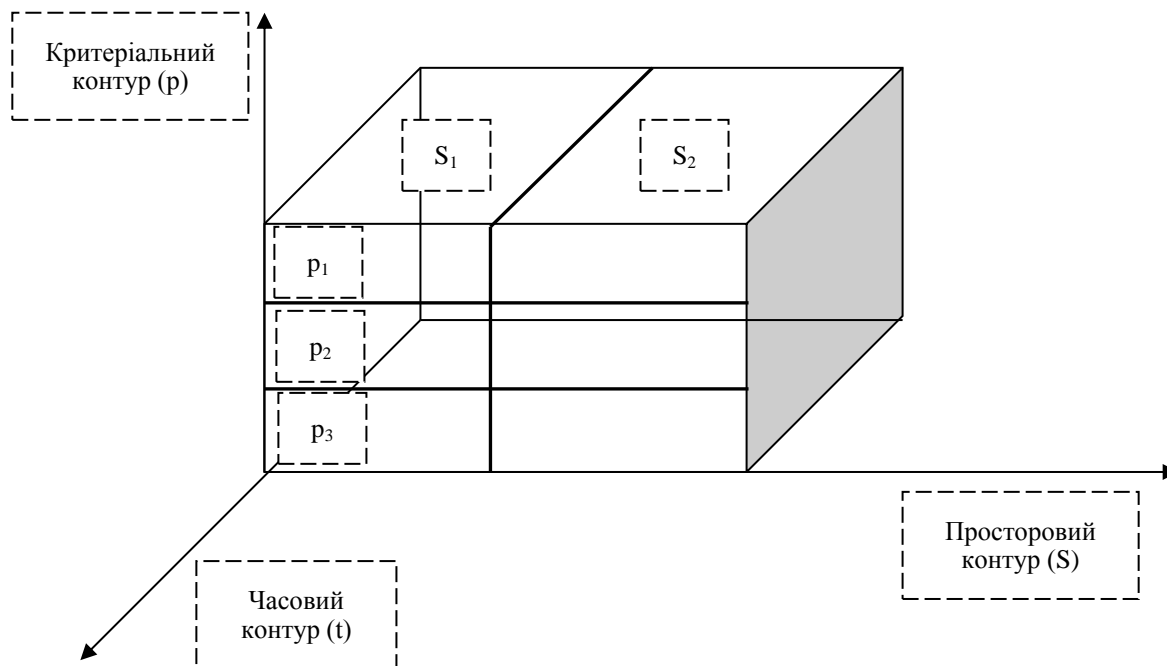 Критеріальний
контур (p)
S₁
S₂
p₁
p₂
p₃
Просторовий
контур (S)
Часовий
контур (t)